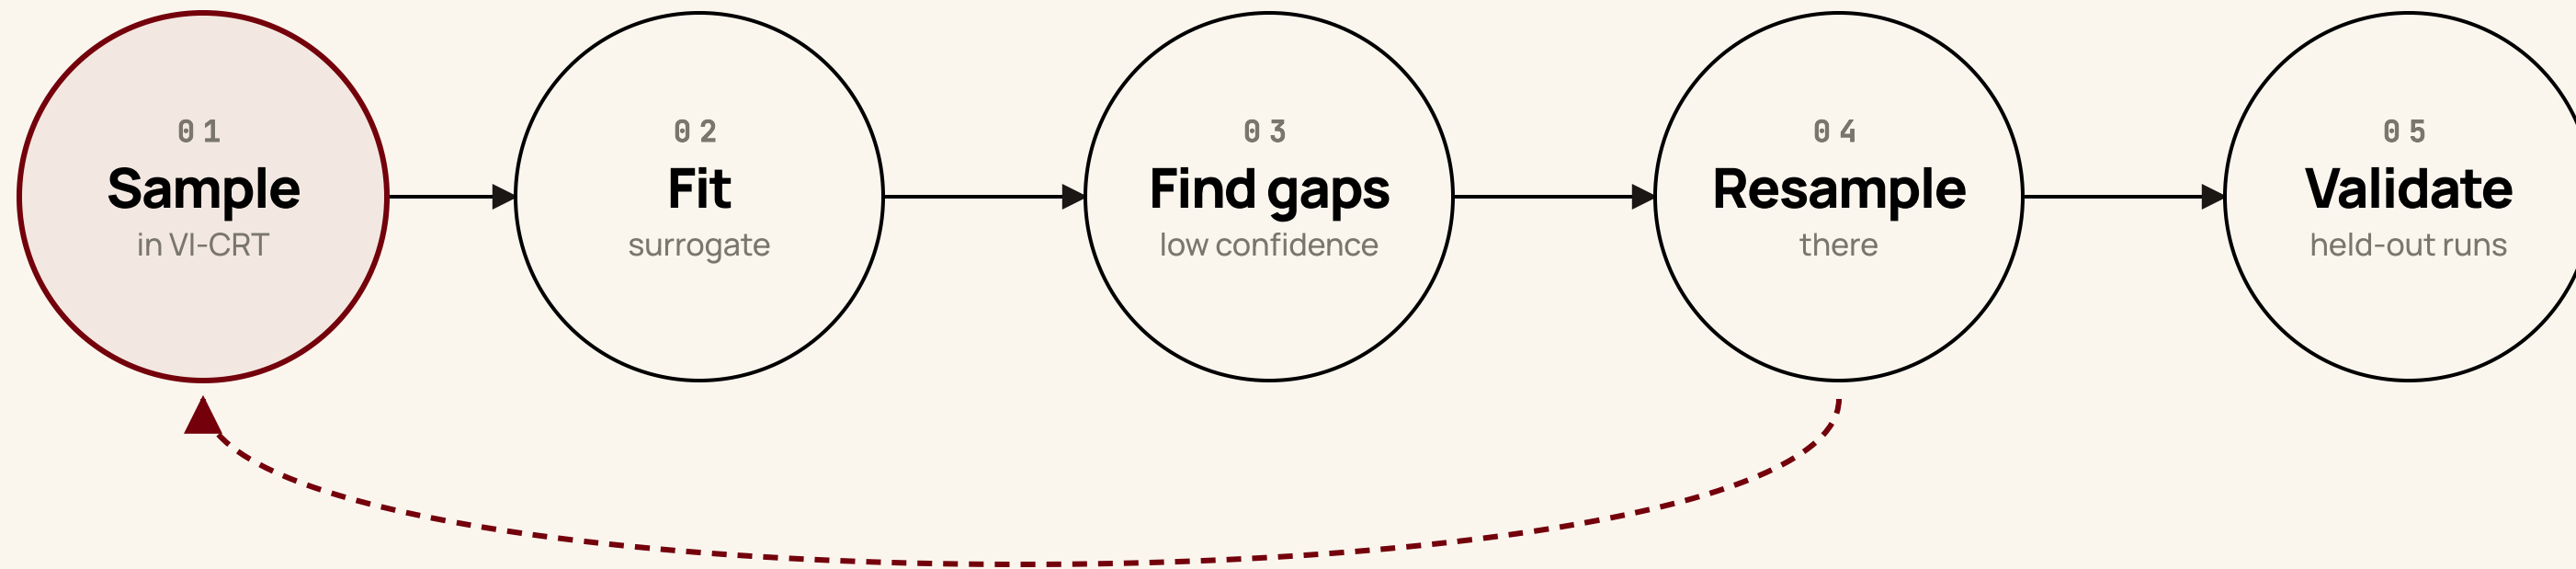 01
Sample
in VI-CRT
02
Fit
surrogate
03
Find gaps
low confidence
04
Resample
there
05
Validate
held-out runs